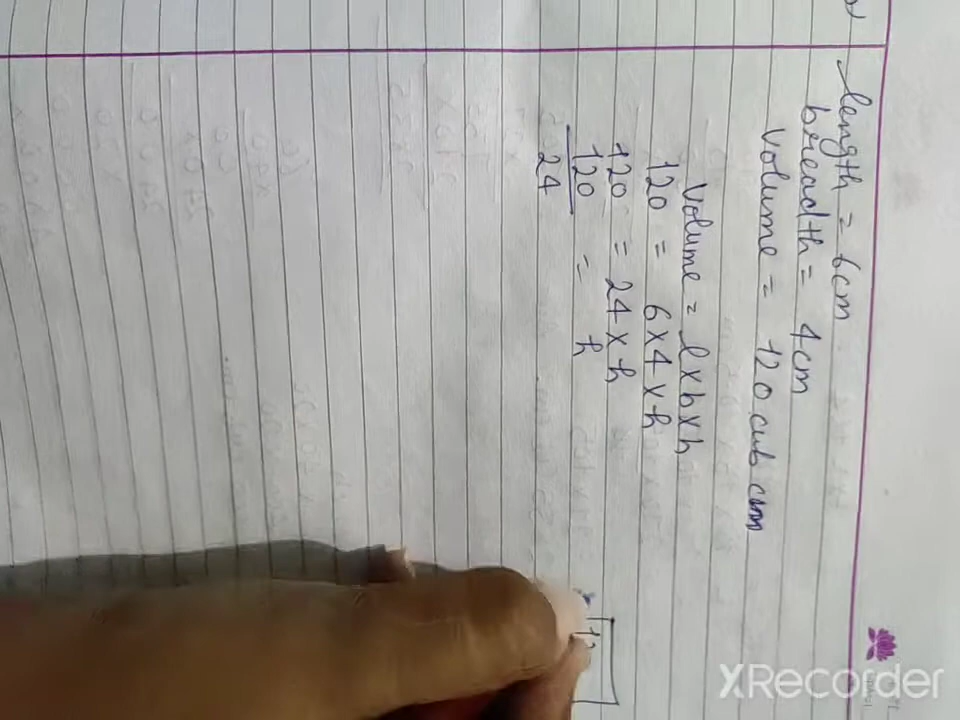 length = 6cm
breadth = 4cm
volume = 120 cub cm
Volume = l x b x h
120 = 6 x 4 x h
120 = 24 x h
120 = h
24
XRecorder